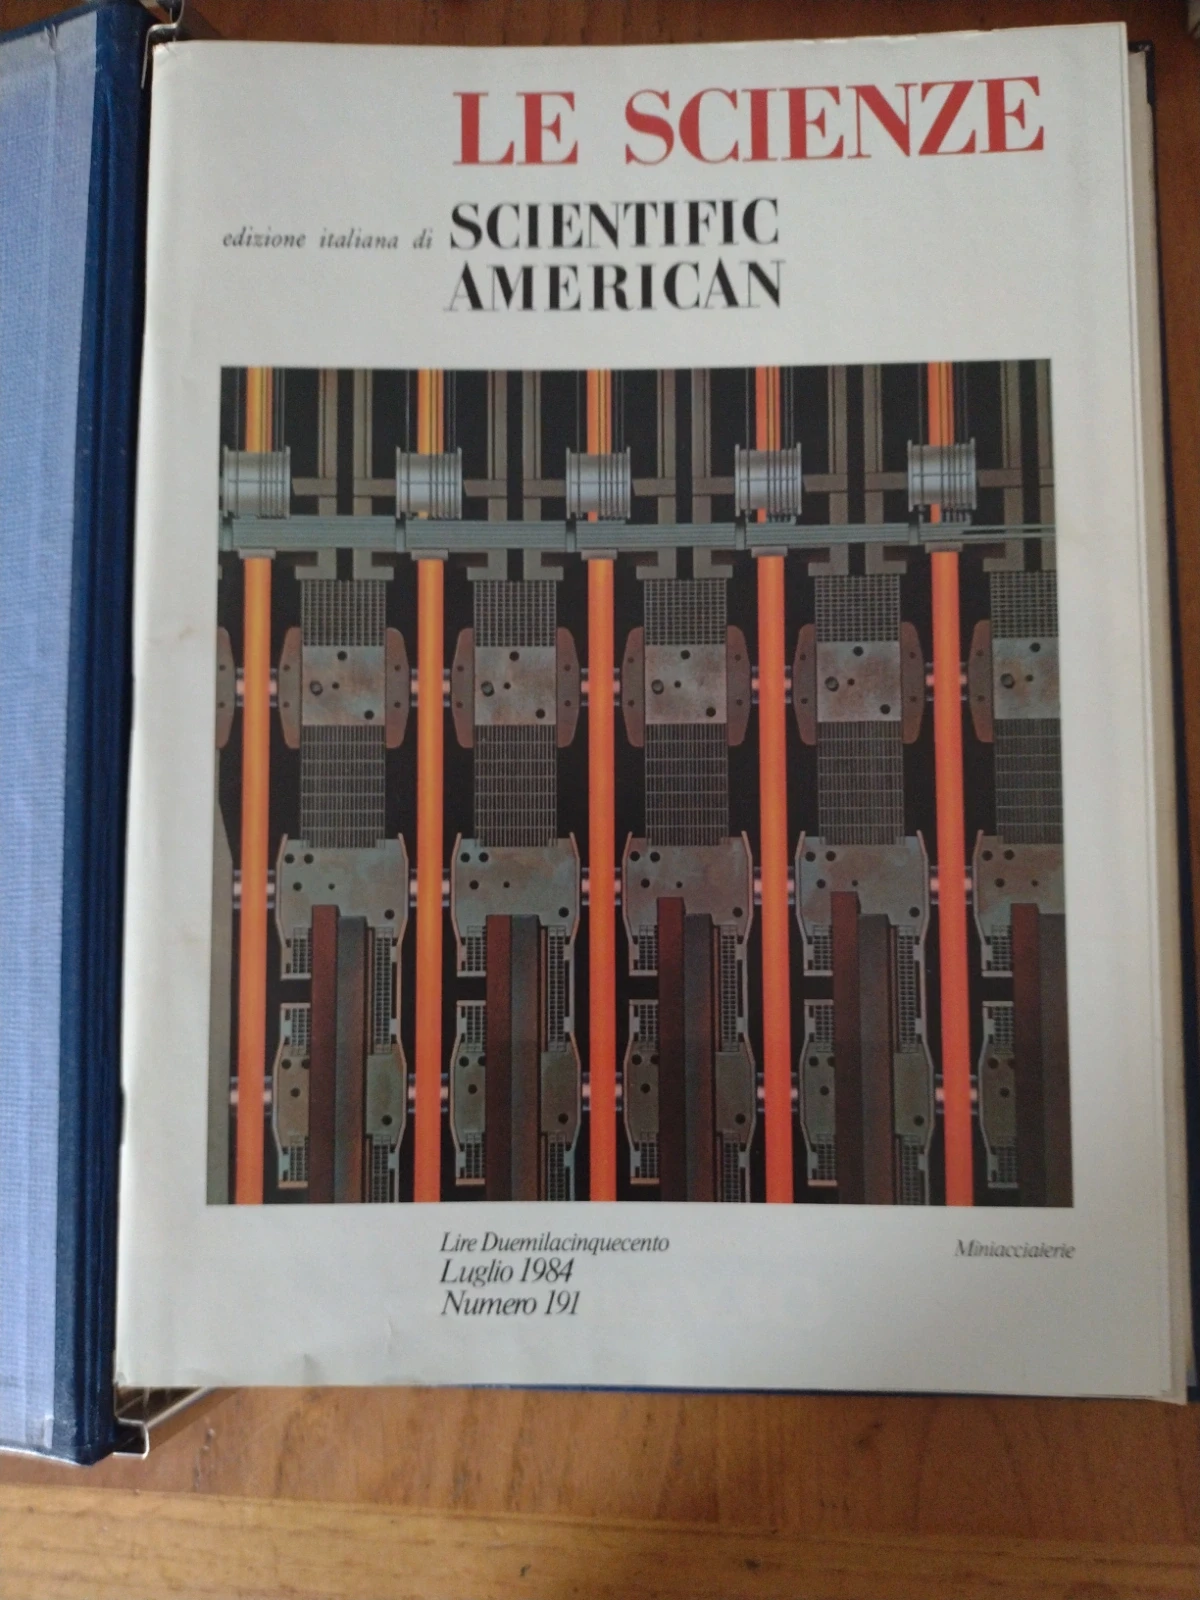 LE SCIENZE
edizione italiana di SCIENTIFIC
AMERICAN
Lire Duemilacinquecento
Luglio 1984
Numero 191
Miniacciaierie